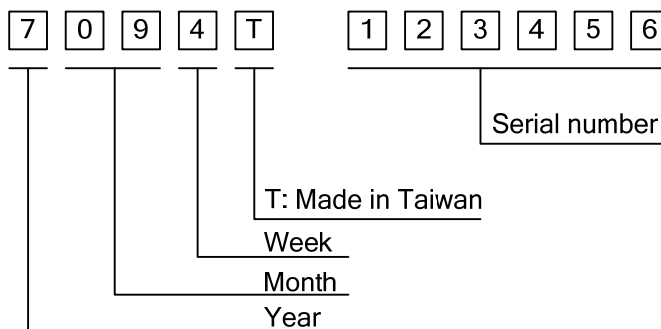 7 0 9 4 T 1 2 3 4 5 6
Serial number
T: Made in Taiwan
Week
Month
Year